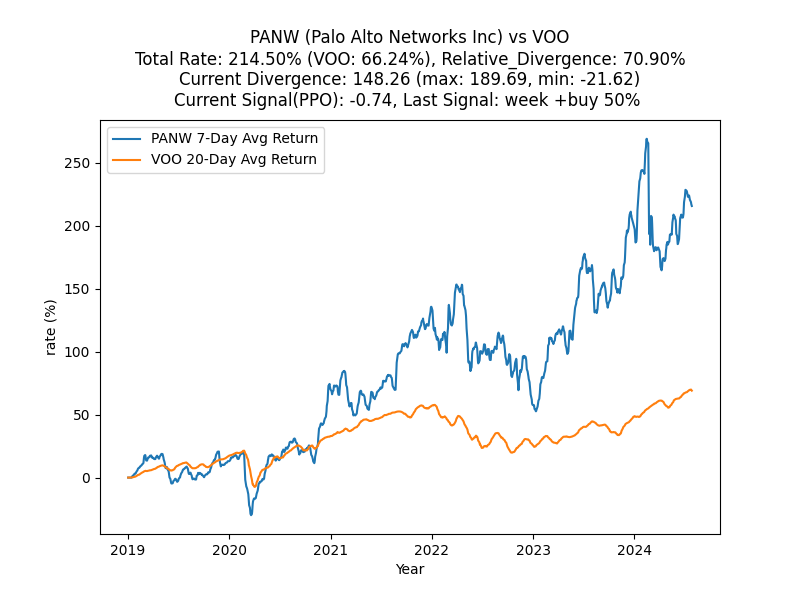 PANW (Palo Alto Networks Inc) vs VOO
Total Rate: 214.50% (VOO: 66.24%), Relative_Divergence: 70.90%
Current Divergence: 148.26 (max: 189.69, min: -21.62)
Current Signal(PPO): -0.74, Last Signal: week +buy 50%
PANW 7-Day Avg Return
VOO 20-Day Avg Return
250
200
150
100
50
0
rate (%)
2019 2020 2021 2022 2023 2024
Year